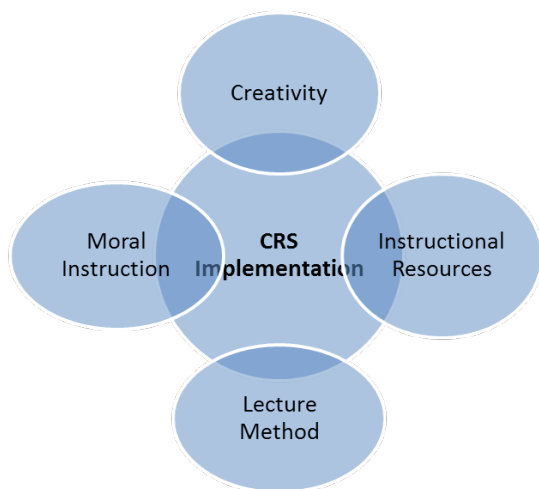 Creativity
Moral
Instruction
CRS
Implementation
Instructional
Resources
Lecture
Method